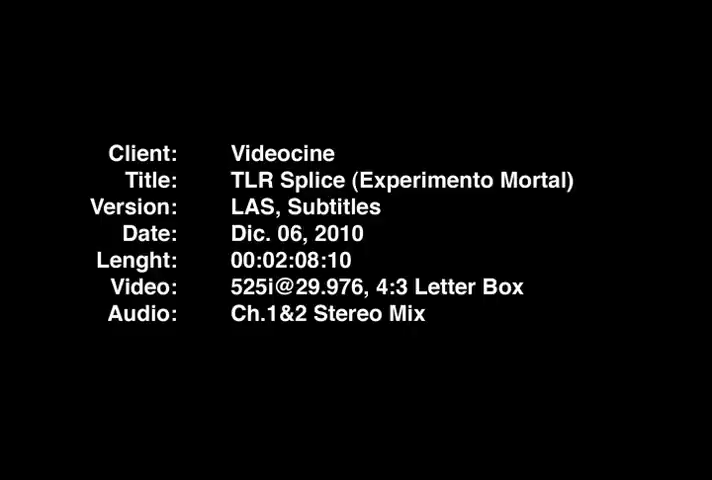 Client: Videocine
Title: TLR Splice (Experimento Mortal)
Version: LAS, Subtitles
Date: Dic. 06, 2010
Lenght: 00:02:08:10
Video: 525i@29.976, 4:3 Letter Box
Audio: Ch.1&2 Stereo Mix